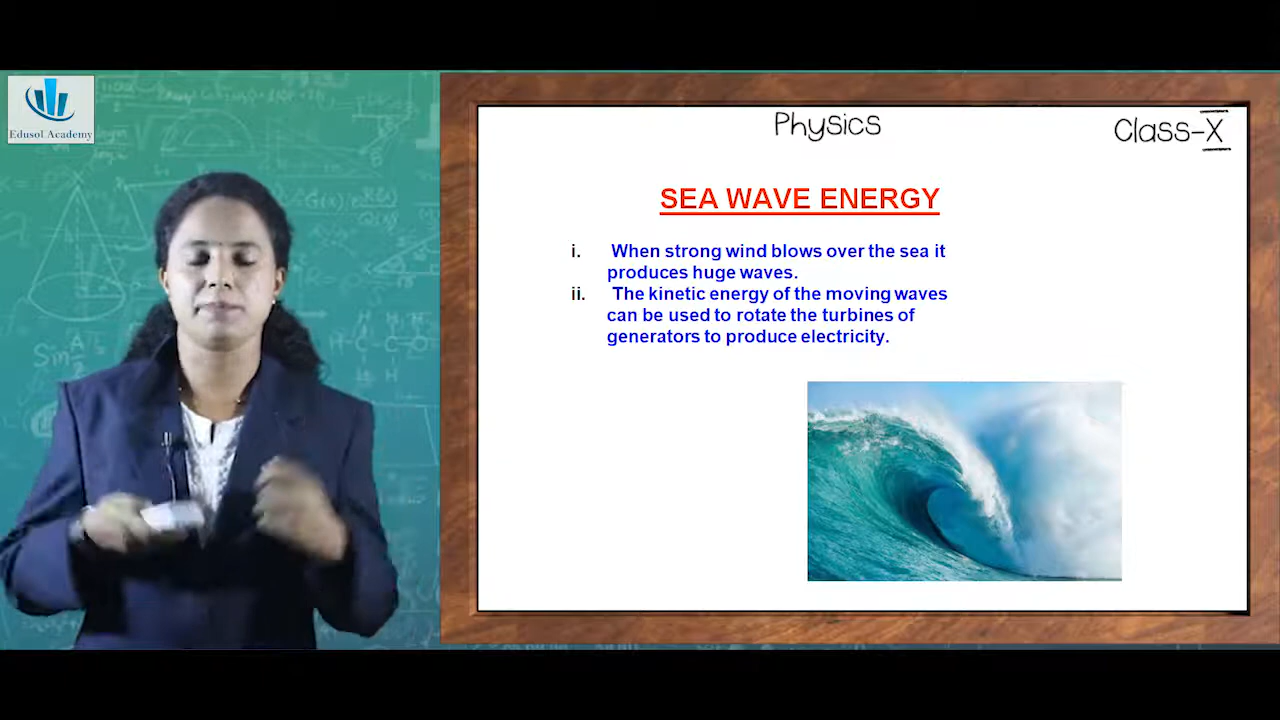 Edusol Academy
Physics
Class-X
SEA WAVE ENERGY
i. When strong wind blows over the sea it
produces huge waves.
ii. The kinetic energy of the moving waves
can be used to rotate the turbines of
generators to produce electricity.
Sin A/2
H-C-C=O
H